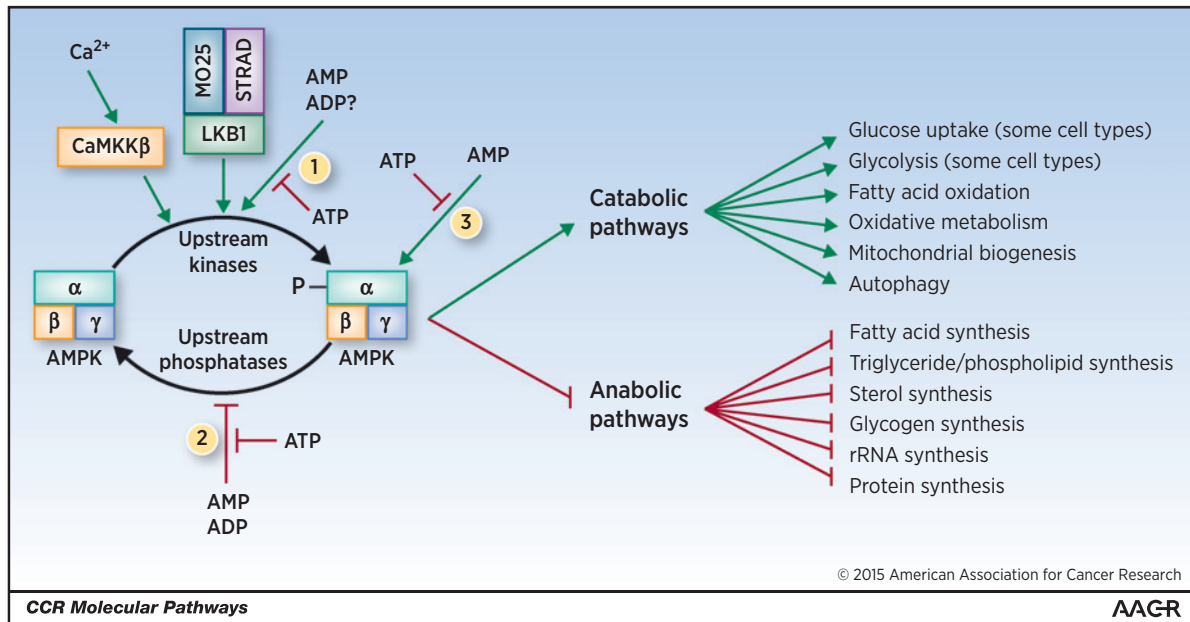 Ca²⁺
MO25
STRAD
LKB1
CaMKKβ
AMP
ADP?
1
ATP
ATP
AMP
3
Upstream
kinases
α
β
γ
AMPK
P
α
β
γ
AMPK
Upstream
phosphatases
2
ATP
AMP
ADP
Catabolic
pathways
Glucose uptake (some cell types)
Glycolysis (some cell types)
Fatty acid oxidation
Oxidative metabolism
Mitochondrial biogenesis
Autophagy
Anabolic
pathways
Fatty acid synthesis
Triglyceride/phospholipid synthesis
Sterol synthesis
Glycogen synthesis
rRNA synthesis
Protein synthesis
© 2015 American Association for Cancer Research
CCR Molecular Pathways
AACR